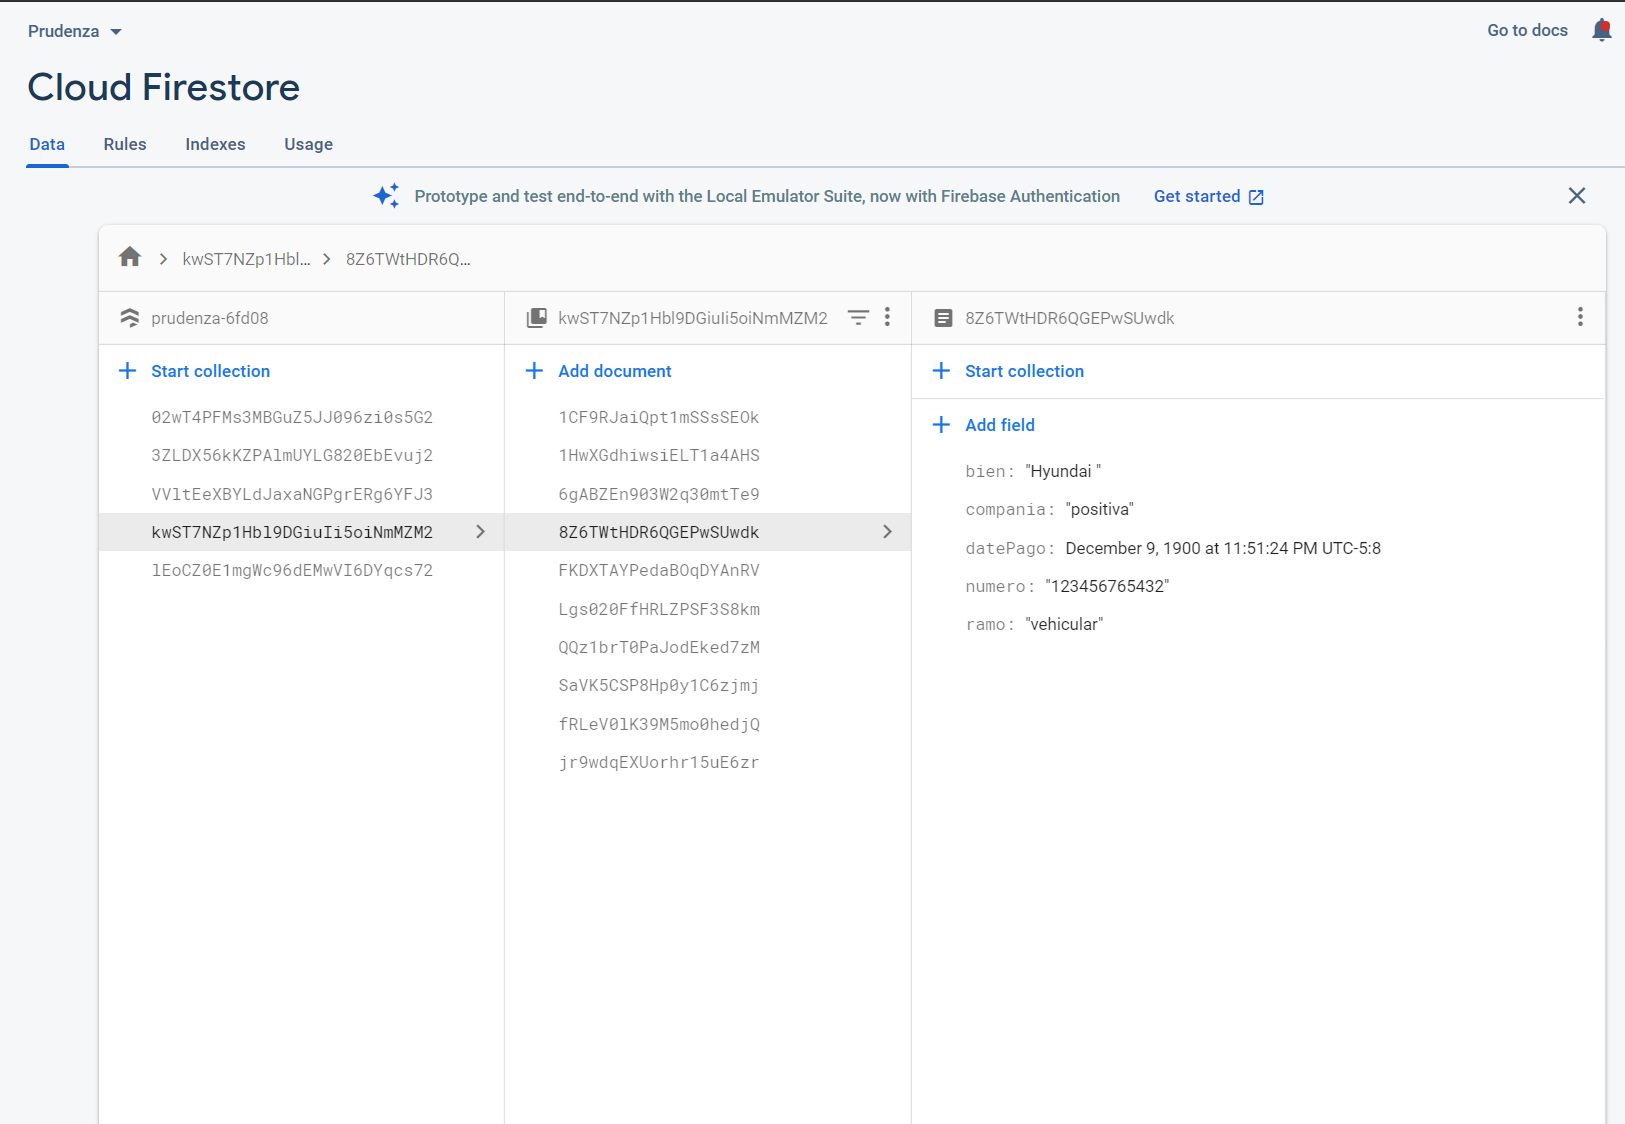 Prudenza
Go to docs
Cloud Firestore
Data Rules Indexes Usage
Prototype and test end-to-end with the Local Emulator Suite, now with Firebase Authentication Get started
kwST7NZp1Hbl... > 8Z6TWtHDR6Q...
prudenza-6fd08
Start collection
02wT4PFMs3MBGuZ5JJ096zi0s5G2
3ZLDX56kKZPAlmUYLG820EbEvuj2
VVltEeXBYLdJaxaNGPgrERg6YFJ3
kwST7NZp1Hbl9DGiuIi5oiNmMZM2
lEoCZ0E1mgWc96dEMwVI6DYqcs72
kwST7NZp1Hbl9DGiuIi5oiNmMZM2
Add document
1CF9RJaiQpt1mSSsSEOk
1HwXGdhiwsiELT1a4AHS
6gABZEn903W2q30mtTe9
8Z6TWtHDR6QGEPwSUwdk
FKDXTAYPedaBOqDYAnRV
Lgs020FfHRLZPSF3S8km
QQz1brT0PaJodEked7zM
SaVK5CSP8Hp0y1C6zjmj
fRLeV0lK39M5mo0hedjQ
jr9wdqEXUorhr15uE6zr
8Z6TWtHDR6QGEPwSUwdk
Start collection
Add field
bien: "Hyundai "
compania: "positiva"
datePago: December 9, 1900 at 11:51:24 PM UTC-5:8
numero: "123456765432"
ramo: "vehicular"